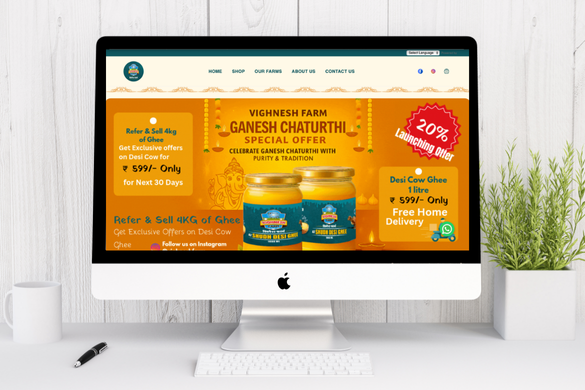 Select Language
HOME SHOP OUR FARMS ABOUT US CONTACT US
Refer & Sell 4kg
of Ghee
Get Exclusive offers
on Desi Cow for
₹ 599/- Only
for Next 30 Days
VIGHNESH FARM
GANESH CHATURTHI
SPECIAL OFFER
CELEBRATE GANESH CHATURTHI WITH
PURITY & TRADITION
20%
Launching Offer
Desi Cow Ghee
1 litre
₹ 599/- Only
Free Home
Delivery
Refer & Sell 4KG of Ghee
Get Exclusive Offers on Desi Cow
Ghee
Follow us on Instagram
SHUDH DESI GHEE
SHUDH DESI GHEE